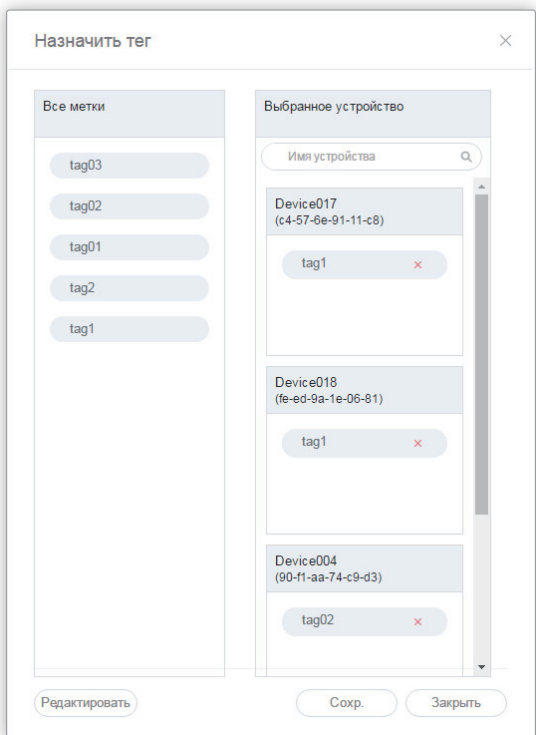 Назначить тег
Все метки
tag03
tag02
tag01
tag2
tag1
Выбранное устройство
Имя устройства
Device017
(c4-57-6e-91-11-c8)
tag1
Device018
(fe-ed-9a-1e-06-81)
tag1
Device004
(90-f1-aa-74-c9-d3)
tag02
Редактировать
Сохр.
Закрыть